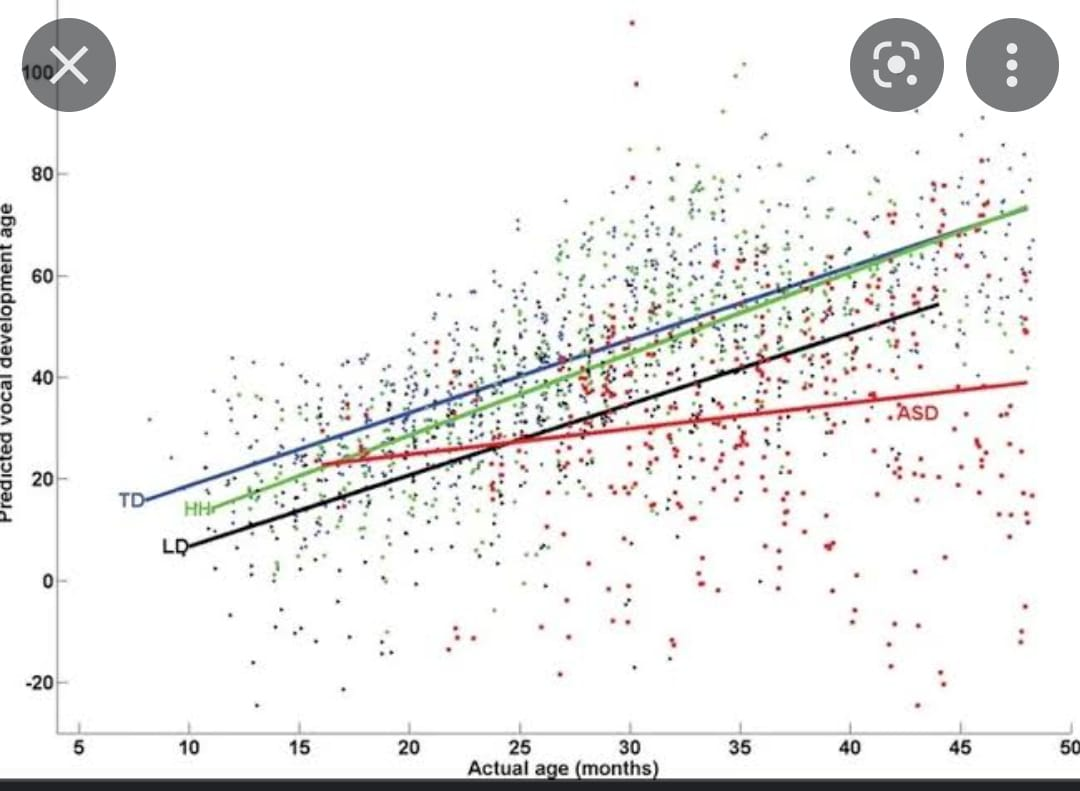 100
80
60
40
20
0
-20
Predicted vocal development age
TD
HH
LD
ASD
5 10 15 20 25 30 35 40 45 50
Actual age (months)